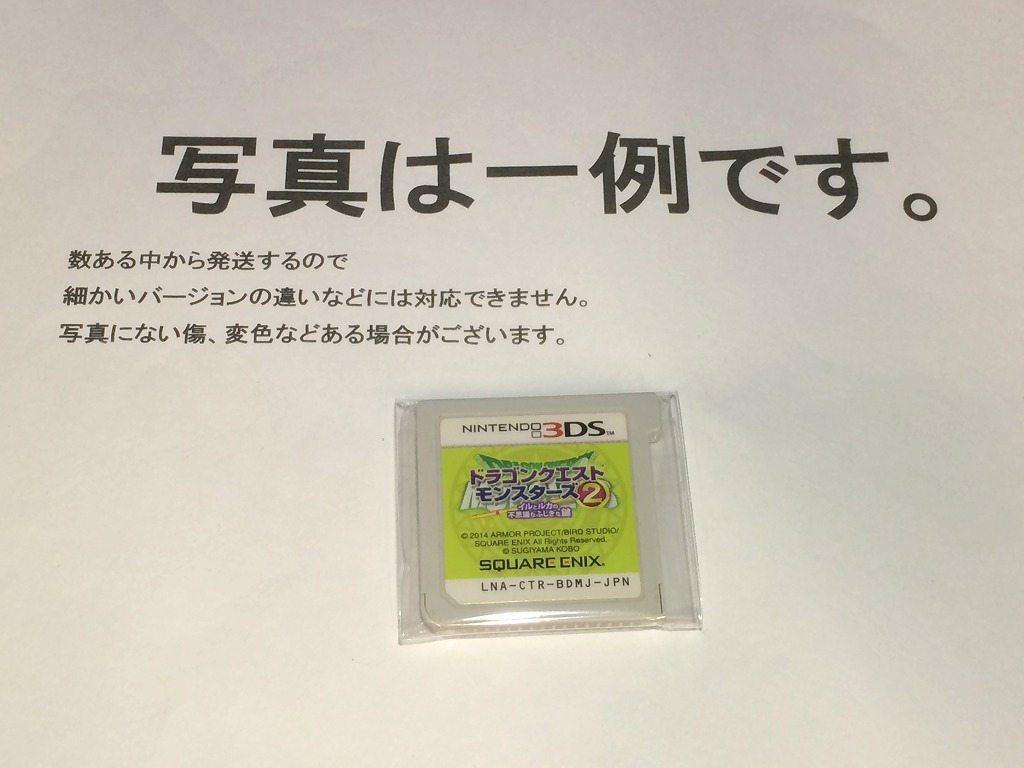 写真は一例です。
数ある中から発送するので
細かいバージョンの違いなどには対応できません。
写真にない傷、変色などある場合がございます。
NINTENDO 3DS™
ドラゴンクエスト
モンスターズ2
イルとルカの
不思議なふしぎな鍵
© 2014 ARMOR PROJECT/BIRD STUDIO/
SQUARE ENIX All Rights Reserved.
© SUGIYAMA KOBO
SQUARE ENIX.
LNA-CTR-BDMJ-JPN